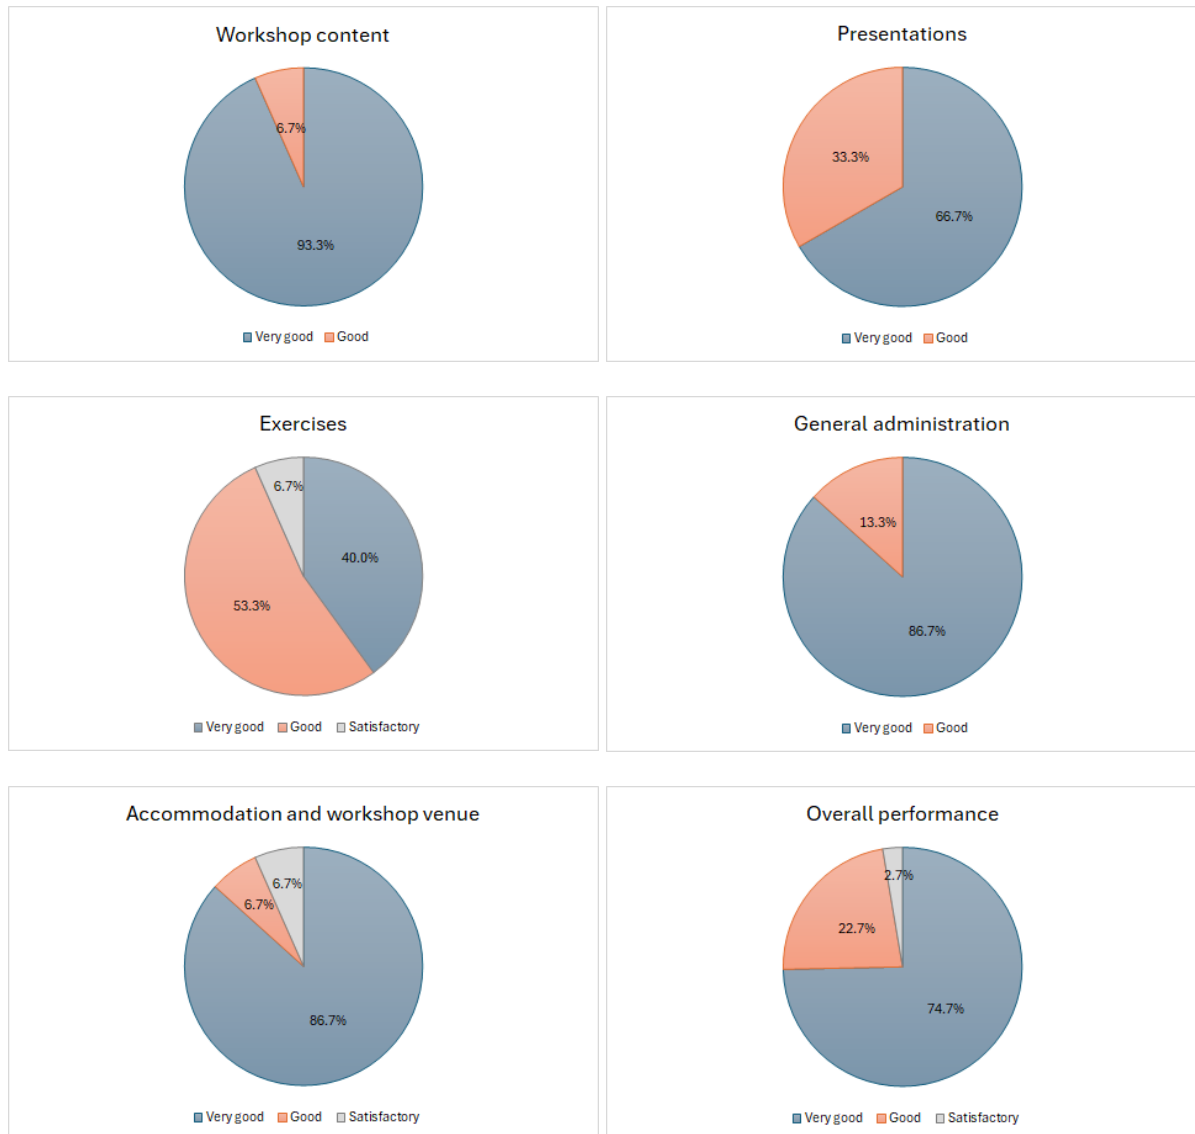 Workshop content
6.7%
93.3%
Very good Good
Presentations
33.3%
66.7%
Very good Good
Exercises
6.7%
40.0%
53.3%
Very good Good Satisfactory
General administration
13.3%
86.7%
Very good Good
Accommodation and workshop venue
6.7%
6.7%
86.7%
Very good Good Satisfactory
Overall performance
2.7%
22.7%
74.7%
Very good Good Satisfactory